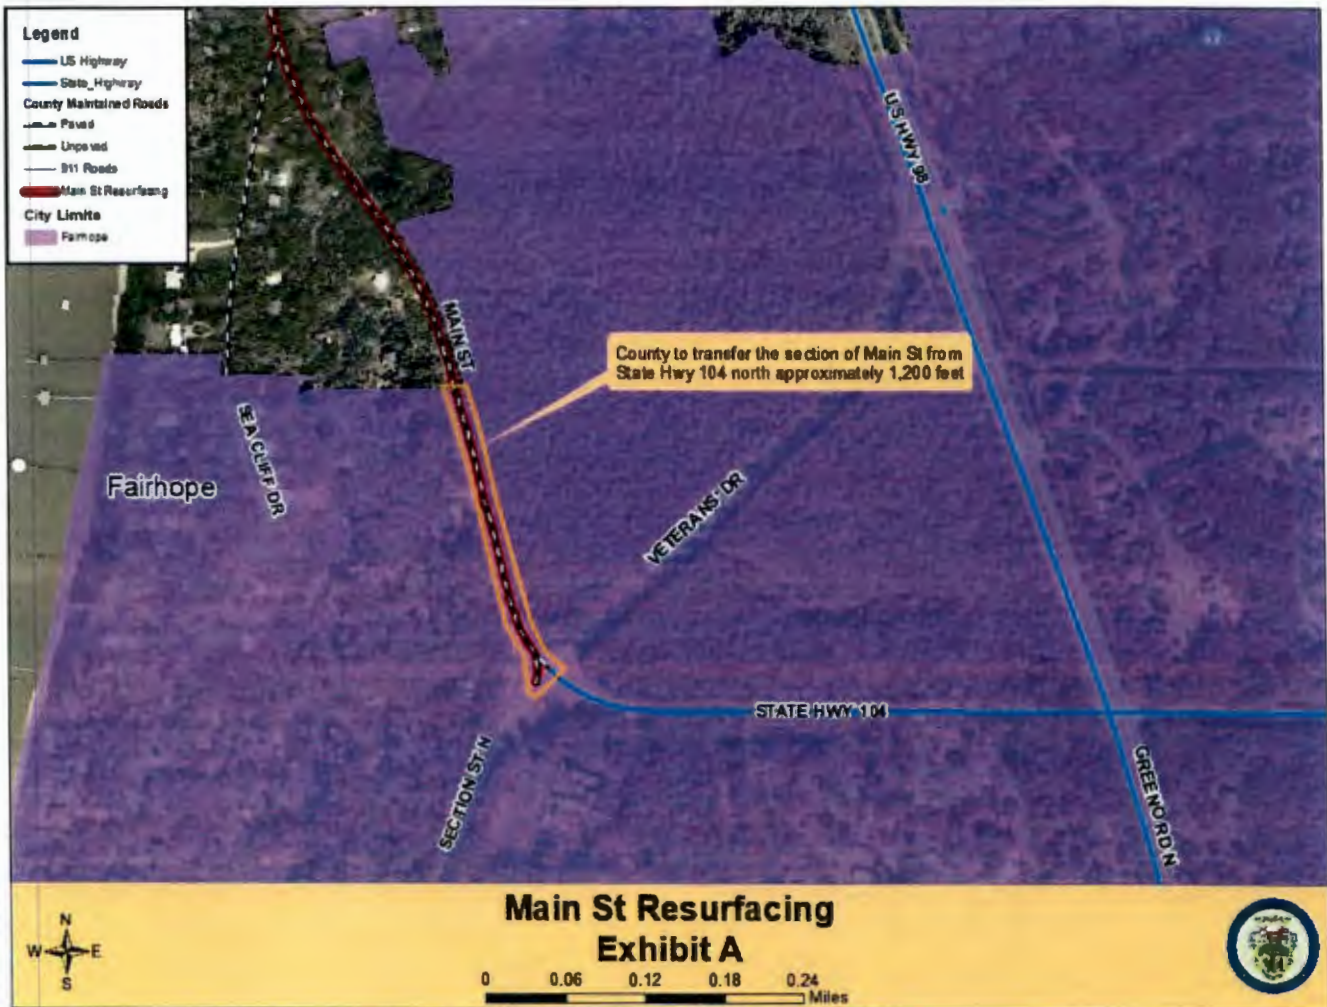 Legend
US Highway
State_Highway
County Maintained Roads
Paved
Unpaved
911 Roads
Main St Resurfacing
City Limits
Fairhope
US HWY 98
MAIN ST
County to transfer the section of Main St from
State Hwy 104 north approximately 1,200 feet
SEA CLIFF DR
Fairhope
VETERANS' DR
STATE HWY 104
SECTION ST N
GREENO RD N
Main St Resurfacing
Exhibit A
N
W
E
S
0 0.06 0.12 0.18 0.24
Miles